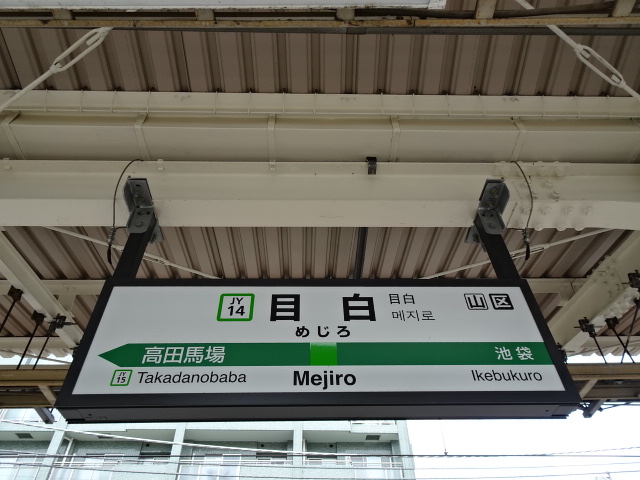 JY
14
目白
目白
메지로
山 区
めじろ
高田馬場
池袋
JY
15
Takadanobaba
Mejiro
Ikebukuro